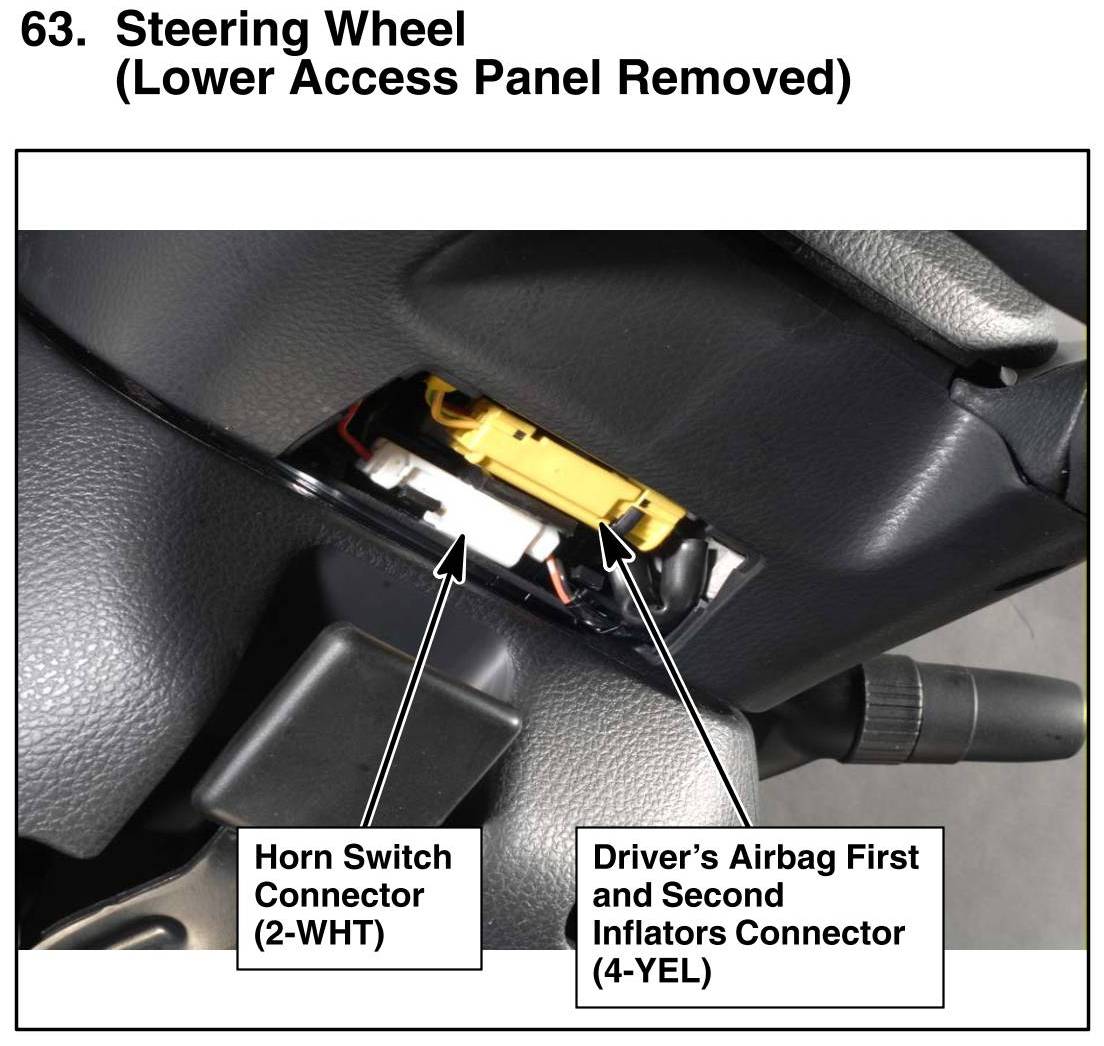 63. Steering Wheel
(Lower Access Panel Removed)
Horn Switch
Connector
(2-WHT)
Driver's Airbag First
and Second
Inflators Connector
(4-YEL)